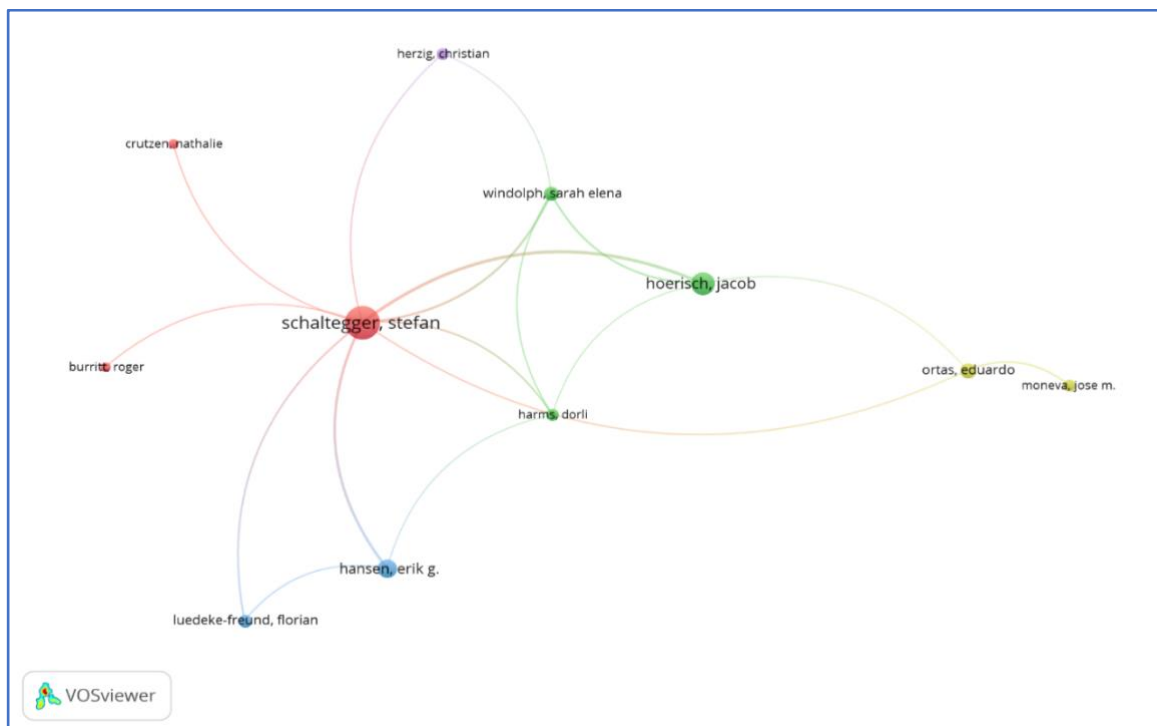 herzig, christian
crutzen, nathalie
windolph, sarah elena
hoerisch, jacob
schaltegger, stefan
burritt, roger
ortas, eduardo
moneva, jose m.
harms, dorli
hansen, erik g.
luedeke-freund, florian
VOSviewer